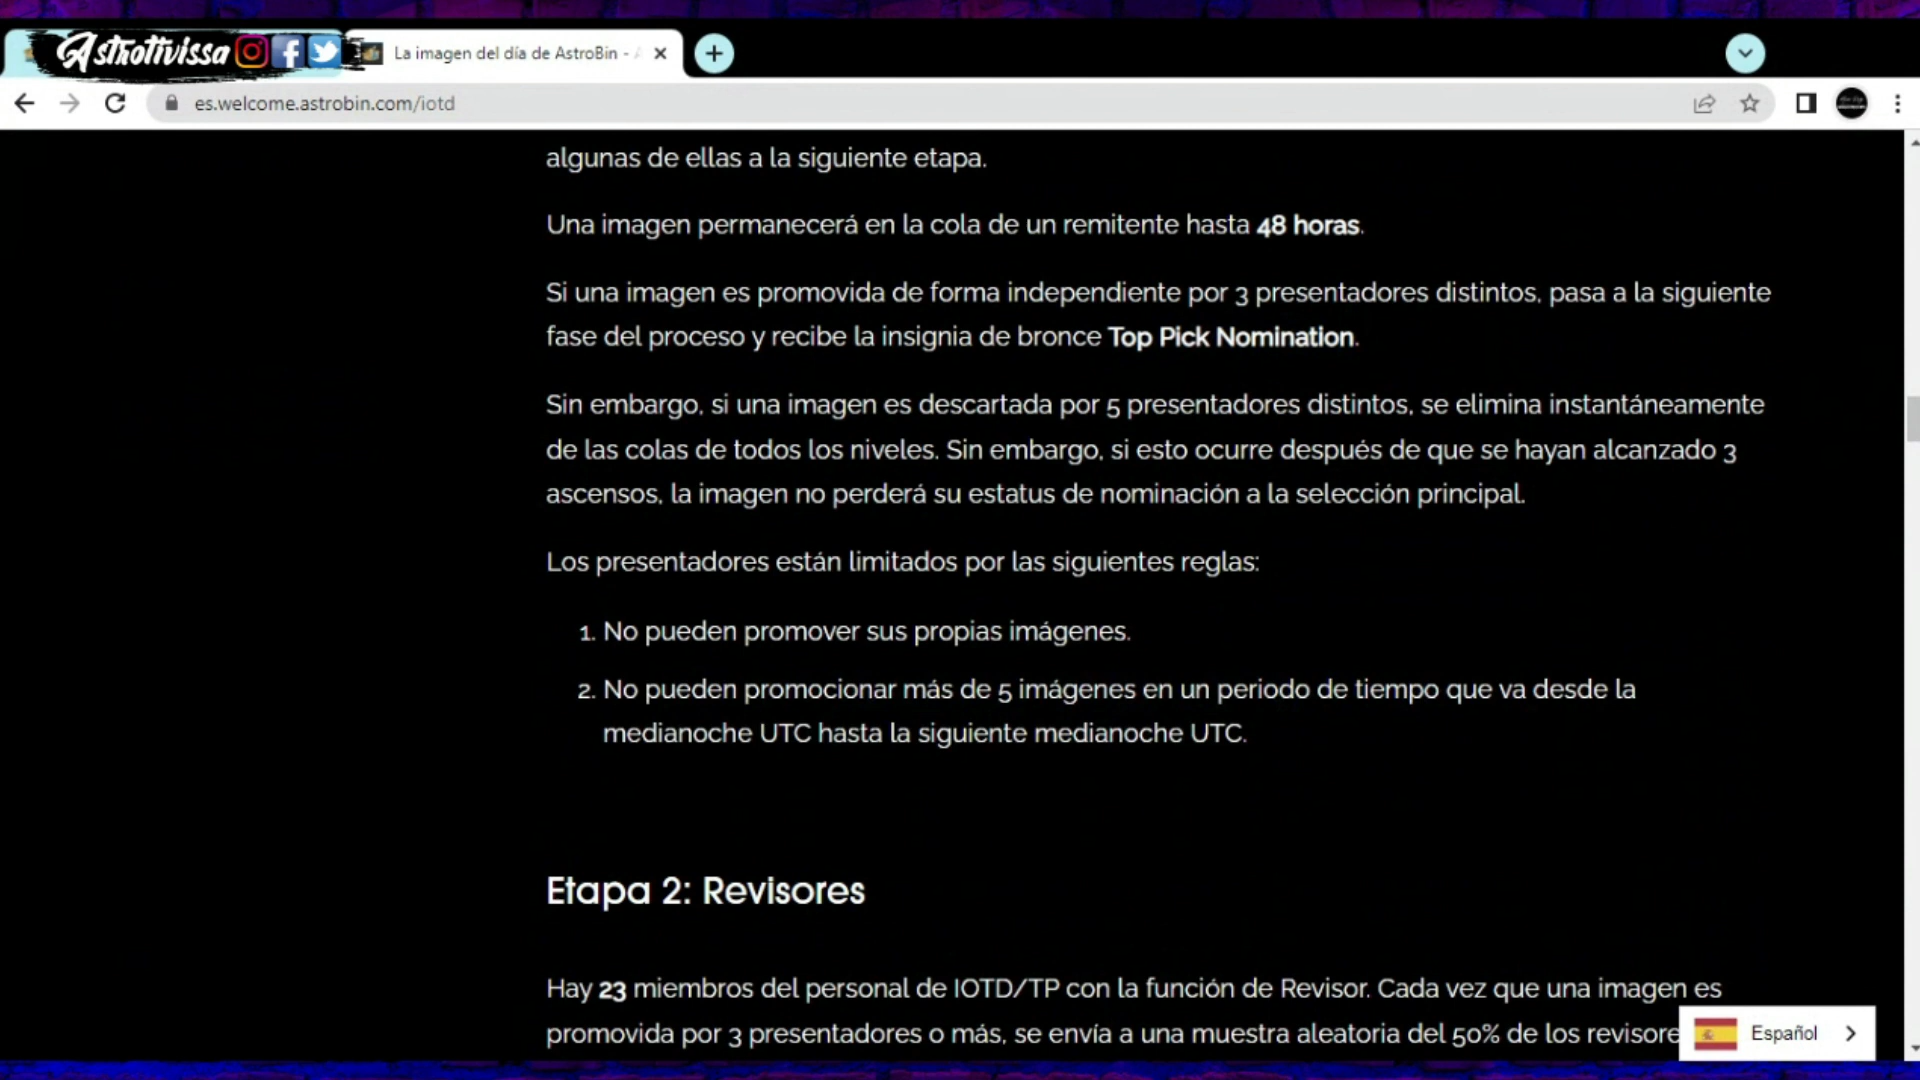 Astroivissa
La imagen del día de AstroBin -
es.welcome.astrobin.com/iotd
algunas de ellas a la siguiente etapa.
Una imagen permanecerá en la cola de un remitente hasta 48 horas.
Si una imagen es promovida de forma independiente por 3 presentadores distintos, pasa a la siguiente
fase del proceso y recibe la insignia de bronce Top Pick Nomination.
Sin embargo, si una imagen es descartada por 5 presentadores distintos, se elimina instantáneamente
de las colas de todos los niveles. Sin embargo, si esto ocurre después de que se hayan alcanzado 3
ascensos, la imagen no perderá su estatus de nominación a la selección principal.
Los presentadores están limitados por las siguientes reglas:
1. No pueden promover sus propias imágenes.
2. No pueden promocionar más de 5 imágenes en un periodo de tiempo que va desde la
medianoche UTC hasta la siguiente medianoche UTC.
Etapa 2: Revisores
Hay 23 miembros del personal de IOTD/TP con la función de Revisor. Cada vez que una imagen es
promovida por 3 presentadores o más, se envía a una muestra aleatoria del 50% de los revisore
Español